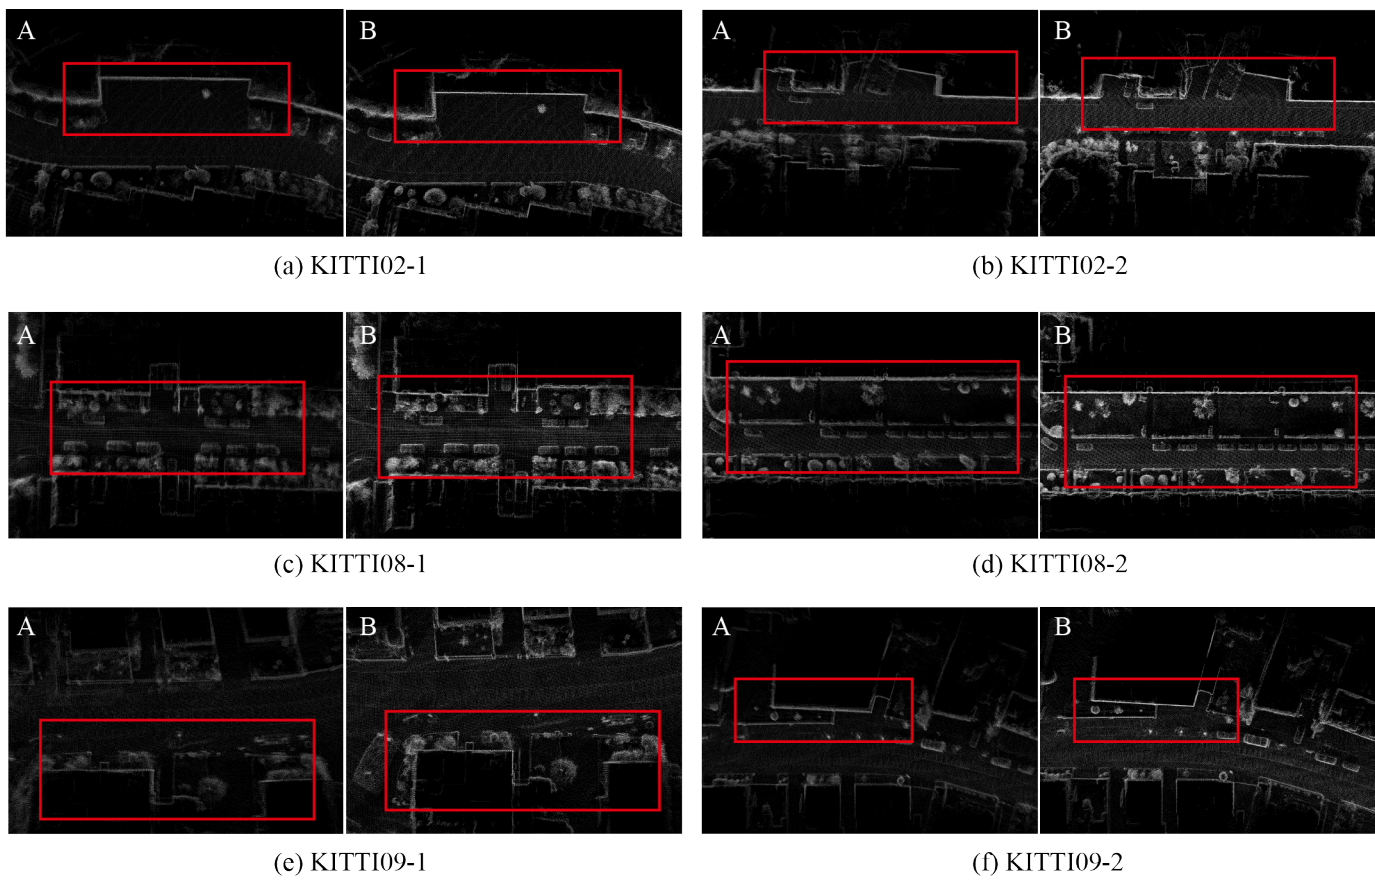 A B A B
(a) KITTI02-1 (b) KITTI02-2
A B A B
(c) KITTI08-1 (d) KITTI08-2
A B A B
(e) KITTI09-1 (f) KITTI09-2